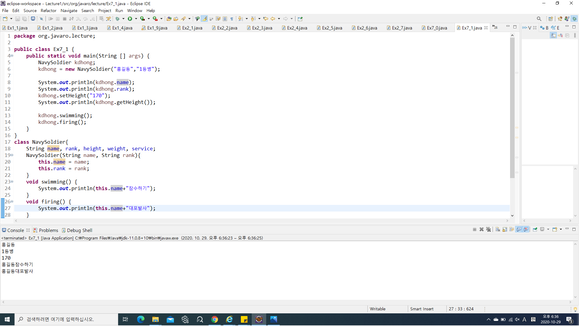 eclipse-workspace - Lecture1/src/org/javaro/lecture/Ex7_1.java - Eclipse IDE
File Edit Source Refactor Navigate Search Project Run Window Help
Ex1_1.java Ex1_2.java Ex1_3.java Ex1_4.java Ex1_9.java Ex2_1.java Ex2_2.java Ex2_4.java Ex2_5.java Ex2_6.java Ex2_7.java Ex7_0.java Ex7_1.java
1 package org.javaro.lecture;
2
3 public class Ex7_1 {
4 public static void main(String [] args) {
5 NavySoldier kdhong;
6 kdhong = new NavySoldier("홍길동","1등병");
7
8 System.out.println(kdhong.name);
9 System.out.println(kdhong.rank);
10 kdhong.setHeight("170");
11 System.out.println(kdhong.getHeight());
12
13 kdhong.swimming();
14 kdhong.firing();
15 }
16 }
17 class NavySoldier{
18 String name, rank, height, weight, service;
19 NavySoldier(String name, String rank){
20 this.name = name;
21 this.rank = rank;
22 }
23 void swimming() {
24 System.out.println(this.name+"잠수하기");
25 }
26 void firing() {
27 System.out.println(this.name+"대포발사");
28 }
Console Problems Debug Shell
<terminated> Ex7_1 [Java Application] C:\Program Files\Java\jdk-11.0.8+10\bin\javaw.exe (2020. 10. 29. 오후 6:36:23 – 오후 6:36:25)
홍길동
1등병
170
홍길동잠수하기
홍길동대포발사
Writable Smart Insert 27 : 33 : 624
검색하려면 여기에 입력하십시오.
오후 6:36
2020-10-29